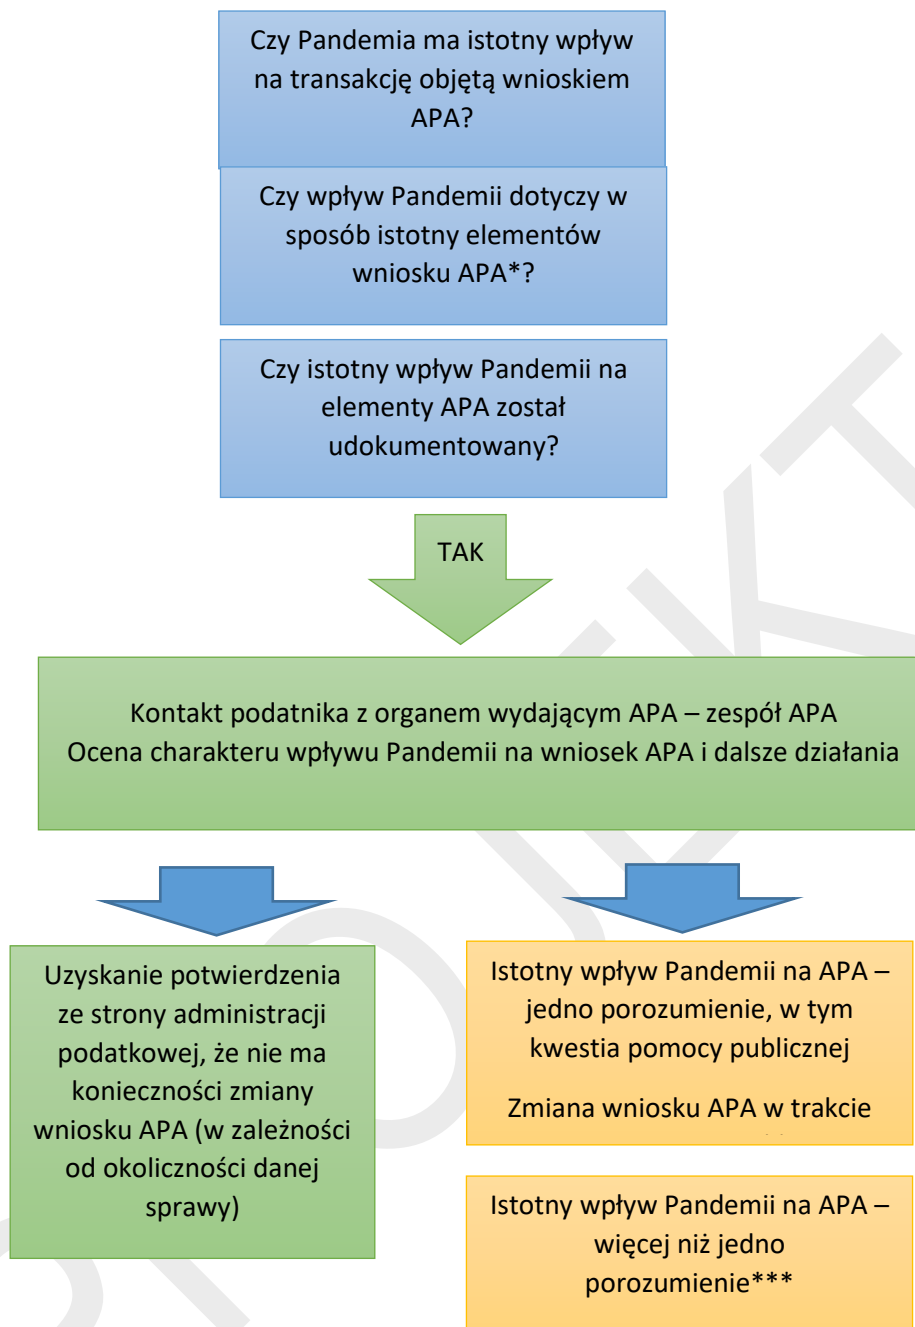 Czy Pandemia ma istotny wpływ
na transakcję objętą wnioskiem
APA?
Czy wpływ Pandemii dotyczy w
sposób istotny elementów
wniosku APA*?
Czy istotny wpływ Pandemii na
elementy APA został
udokumentowany?
TAK
Kontakt podatnika z organem wydającym APA – zespół APA
Ocena charakteru wpływu Pandemii na wniosek APA i dalsze działania
Uzyskanie potwierdzenia
ze strony administracji
podatkowej, że nie ma
konieczności zmiany
wniosku APA (w zależności
od okoliczności danej
sprawy)
Istotny wpływ Pandemii na APA –
jedno porozumienie, w tym
kwestia pomocy publicznej
Zmiana wniosku APA w trakcie
Istotny wpływ Pandemii na APA –
więcej niż jedno
porozumienie***
PROJEKT